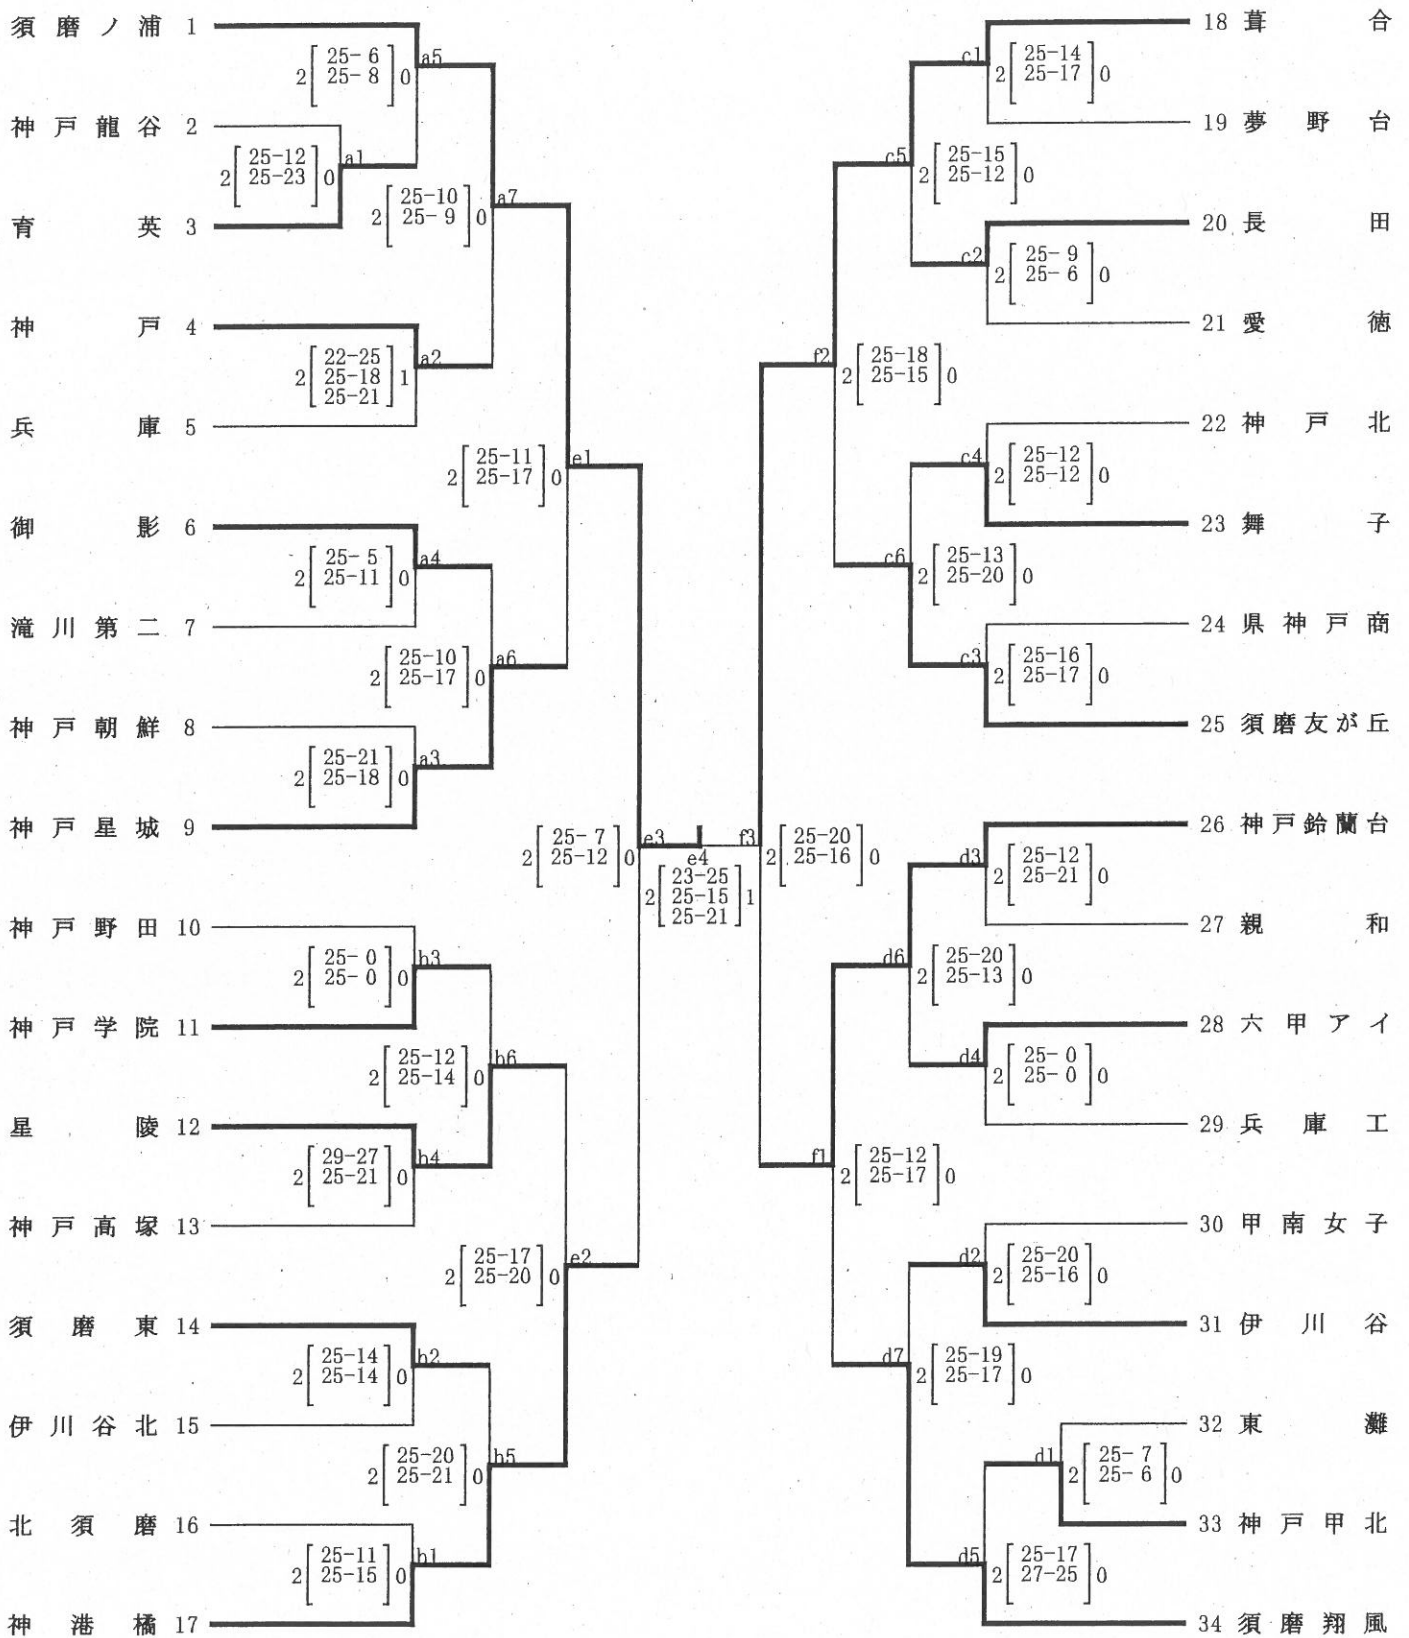 須磨ノ浦 1
a5
25- 6
2 25- 8 0
神戸龍谷 2
a1
25-12
2 25-23 0
育英 3
a7
25-10
2 25- 9 0
神戸 4
a2
22-25
2 25-18 1
25-21
兵庫 5
e1
25-11
2 25-17 0
御影 6
a4
25- 5
2 25-11 0
滝川第二 7
a6
25-10
2 25-17 0
神戸朝鮮 8
a3
25-21
2 25-18 0
神戸星城 9
e3
25- 7
2 25-12 0
e4
23-25
2 25-15 1
25-21
神戸野田 10
b3
25- 0
2 25- 0 0
神戸学院 11
b6
25-12
2 25-14 0
星陵 12
b4
29-27
2 25-21 0
神戸高塚 13
e2
25-17
2 25-20 0
須磨東 14
b2
25-14
2 25-14 0
伊川谷北 15
b5
25-20
2 25-21 0
北須磨 16
b1
25-11
2 25-15 0
神港橘 17
18 葺合
c1
25-14
2 25-17 0
19 夢野台
c5
25-15
2 25-12 0
20 長田
c2
25- 9
2 25- 6 0
21 愛徳
f2
25-18
2 25-15 0
22 神戸北
c4
25-12
2 25-12 0
23 舞子
c6
25-13
2 25-20 0
24 県神戸商
c3
25-16
2 25-17 0
25 須磨友が丘
f3
25-20
2 25-16 0
26 神戸鈴蘭台
d3
25-12
2 25-21 0
27 親和
d6
25-20
2 25-13 0
28 六甲アイ
d4
25- 0
2 25- 0 0
29 兵庫工
f1
25-12
2 25-17 0
30 甲南女子
d2
25-20
2 25-16 0
31 伊川谷
d7
25-19
2 25-17 0
32 東灘
d1
25- 7
2 25- 6 0
33 神戸甲北
d5
25-17
2 27-25 0
34 須磨翔風